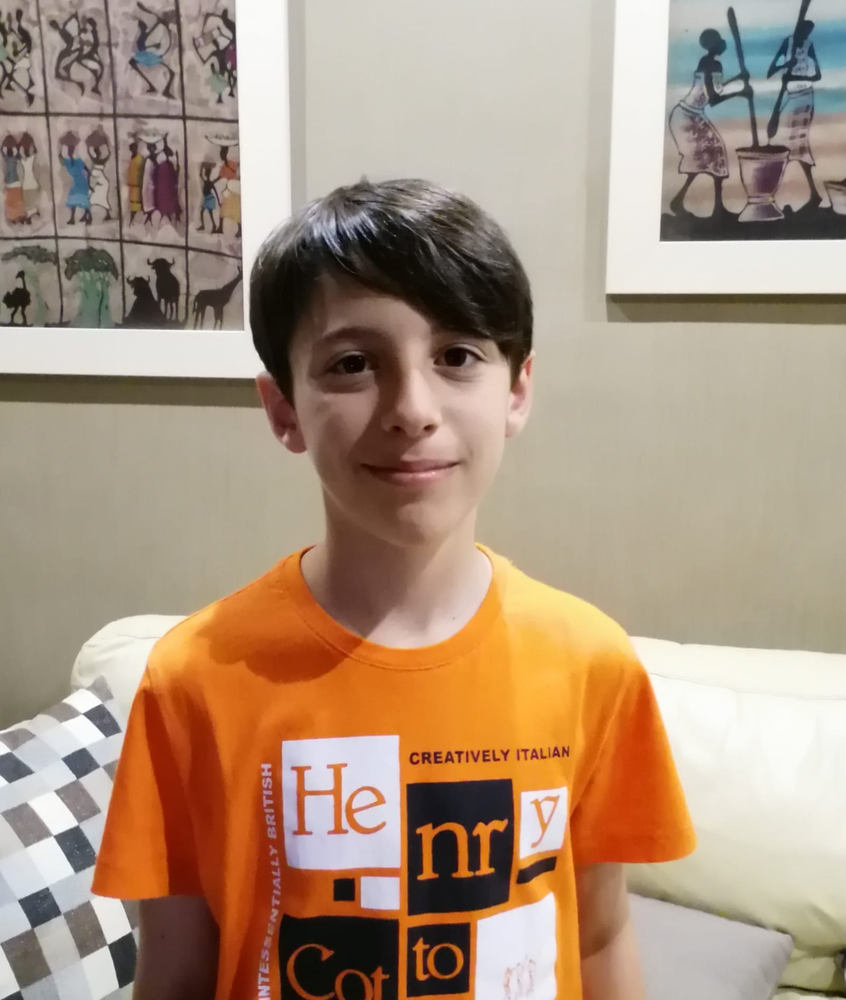 CREATIVELY ITALIAN
He
nr
y
Cot
to
INTESSENTIALLY BRITISH